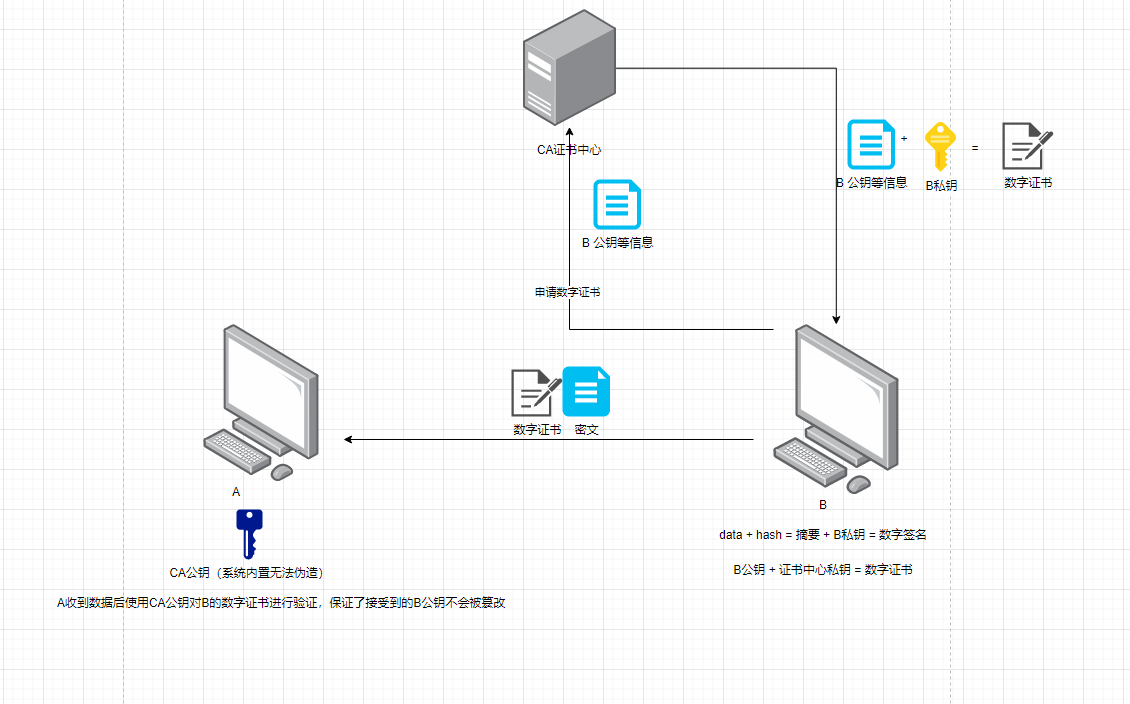 CA证书中心
+
=
B 公钥等信息
B私钥
数字证书
B 公钥等信息
申请数字证书
数字证书
密文
A
B
data + hash = 摘要 + B私钥 = 数字签名
B公钥 + 证书中心私钥 = 数字证书
CA公钥（系统内置无法伪造）
A收到数据后使用CA公钥对B的数字证书进行验证，保证了接受到的B公钥不会被篡改